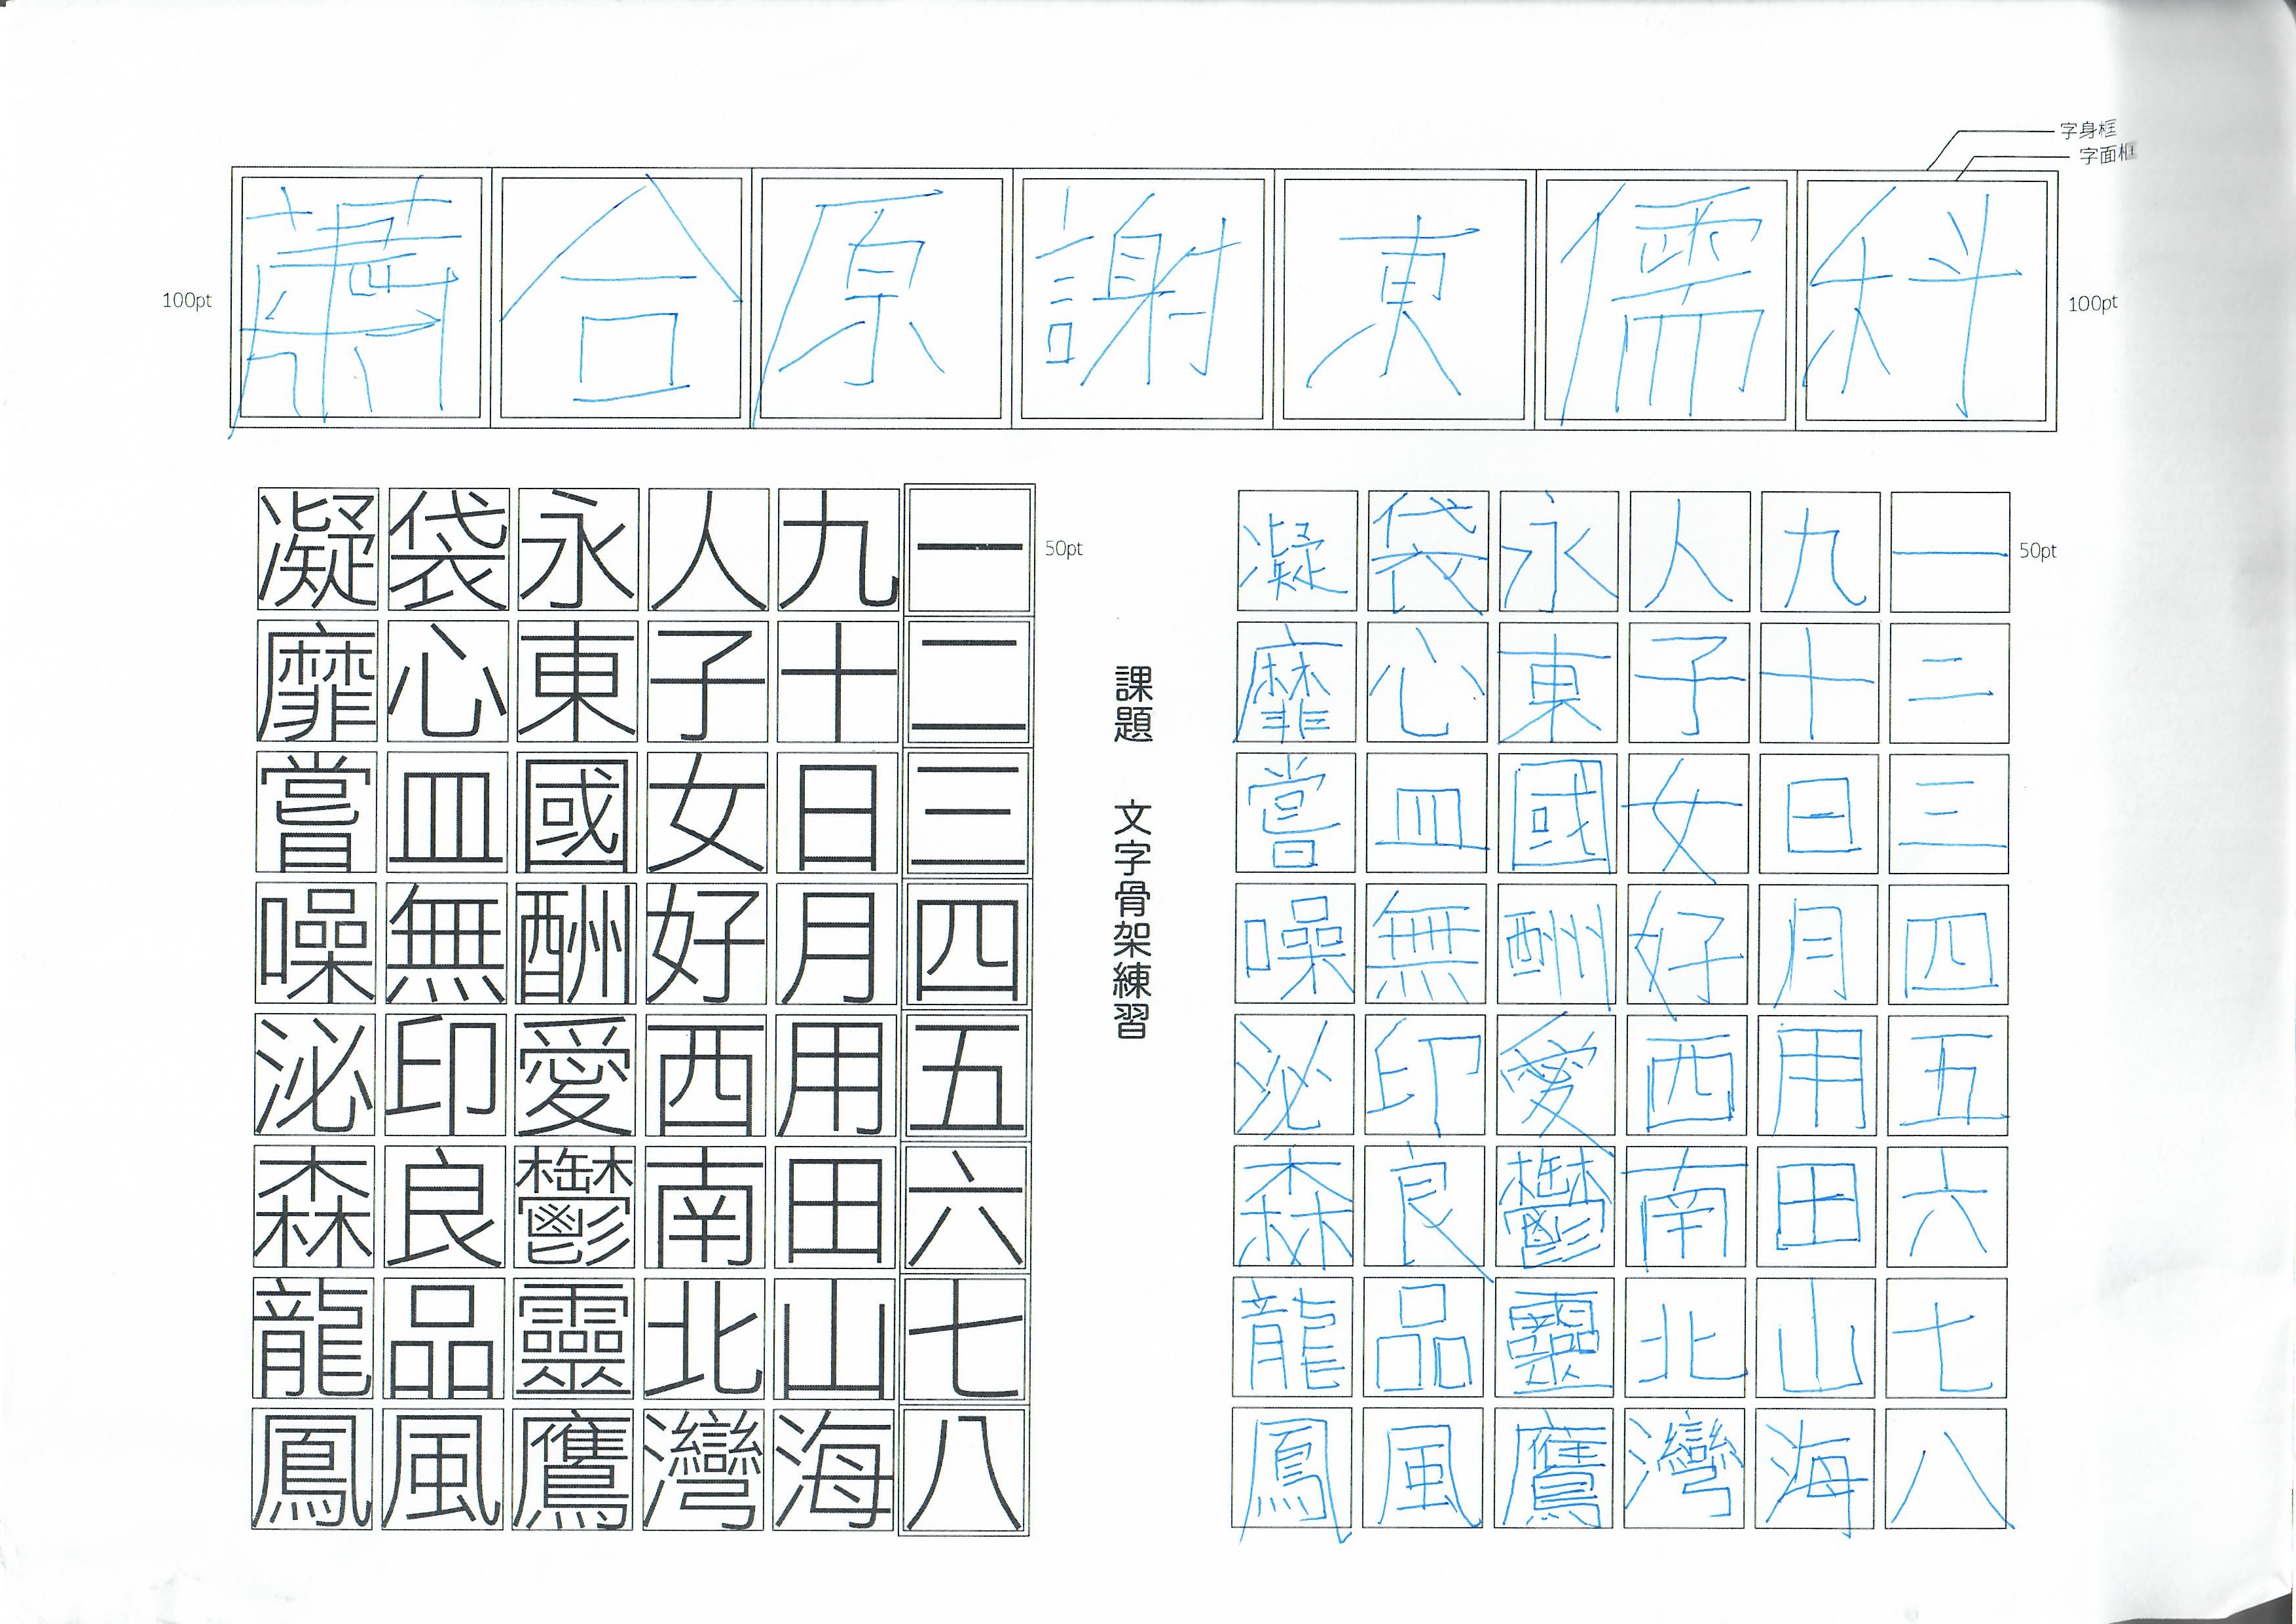 字身框
字面框
100pt
科儒東謝原合蕭
100pt
50pt
一二三四五六七八
九十日月用田山海
人子女好西南北灣
永東國酬愛鬱靈鷹
袋心皿無印良品風
凝靡嘗噪泌森龍鳳
課題　文字骨架練習
50pt
一二三四五六七八
九十日月用田山海
人子女好西南北灣
永東國酬愛鬱靈鷹
袋心皿無印良品風
凝靡嘗噪泌森龍鳳